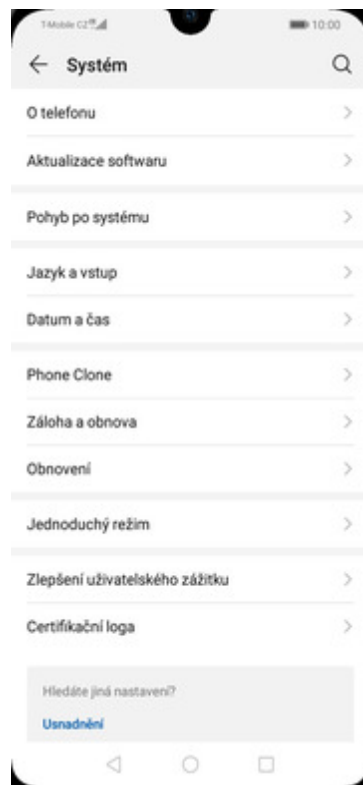 T-Mobile CZ 10:00
Systém
O telefonu
Aktualizace softwaru
Pohyb po systému
Jazyk a vstup
Datum a čas
Phone Clone
Záloha a obnova
Obnovení
Jednoduchý režim
Zlepšení uživatelského zážitku
Certifikační loga
Hledáte jiná nastavení?
Usnadnění